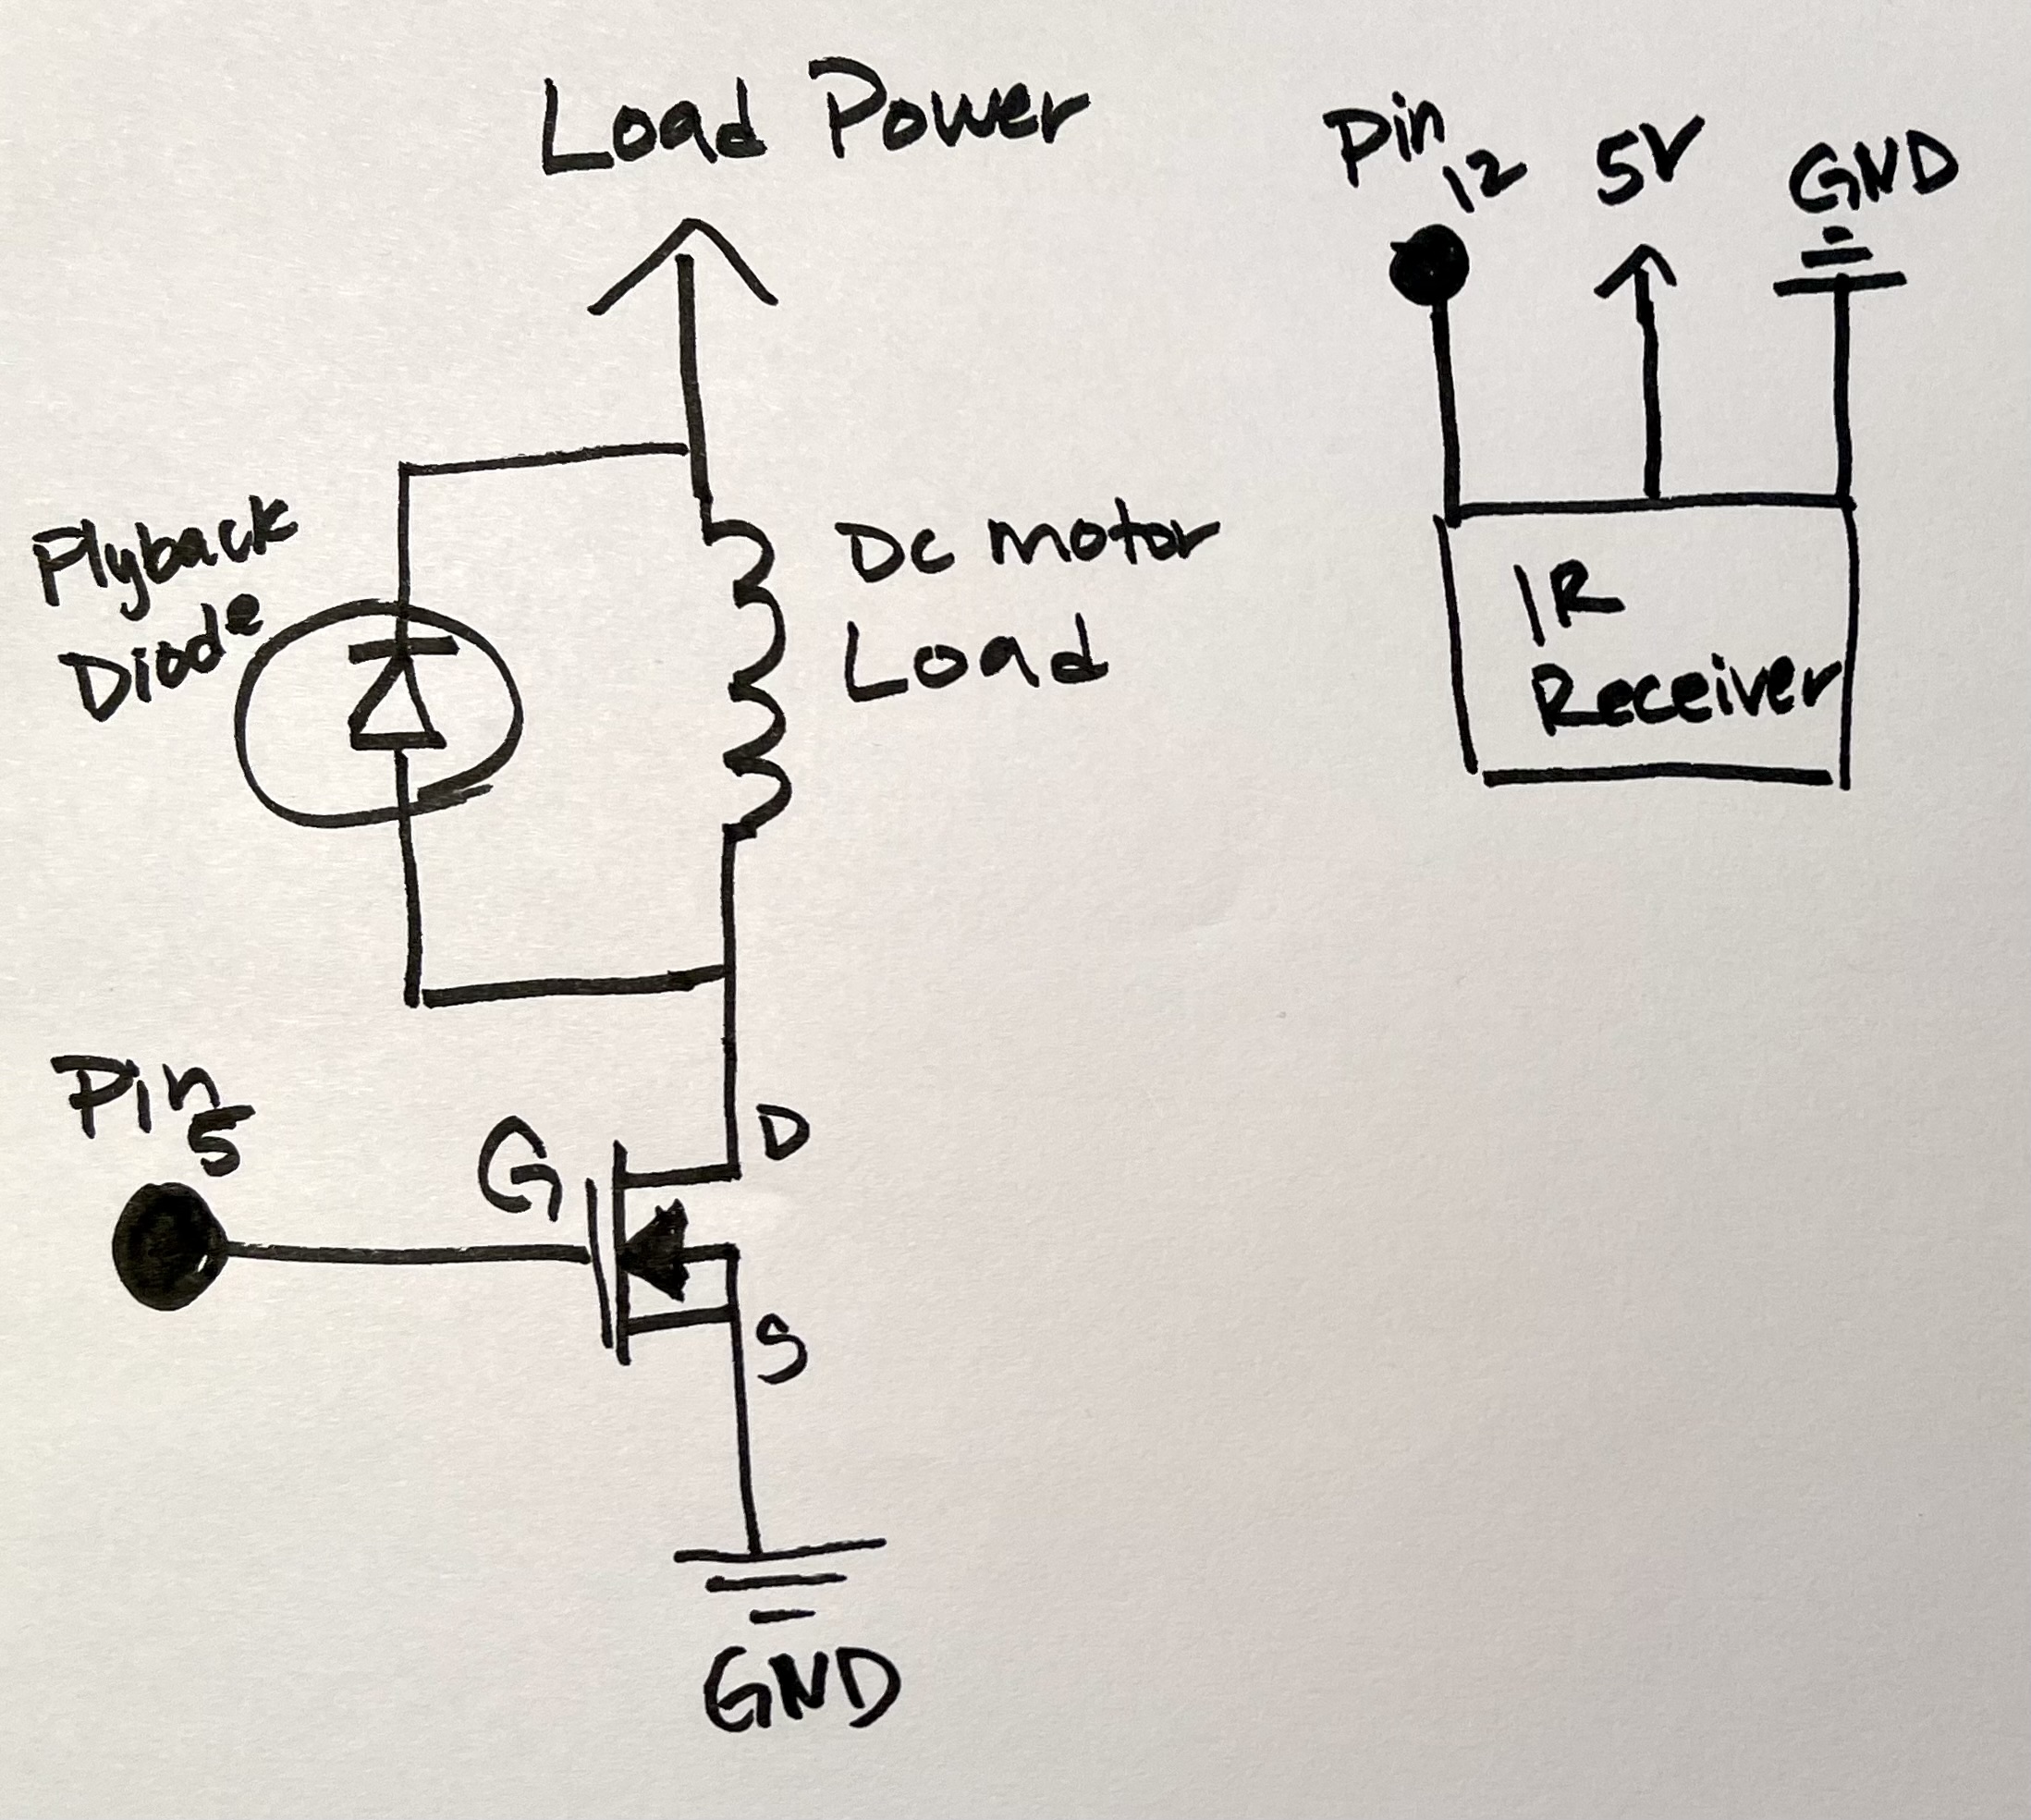 Load Power
Pin 12
5V
GND
Flyback
Diode
DC motor
Load
IR
Receiver
Pin 5
G
D
S
GND